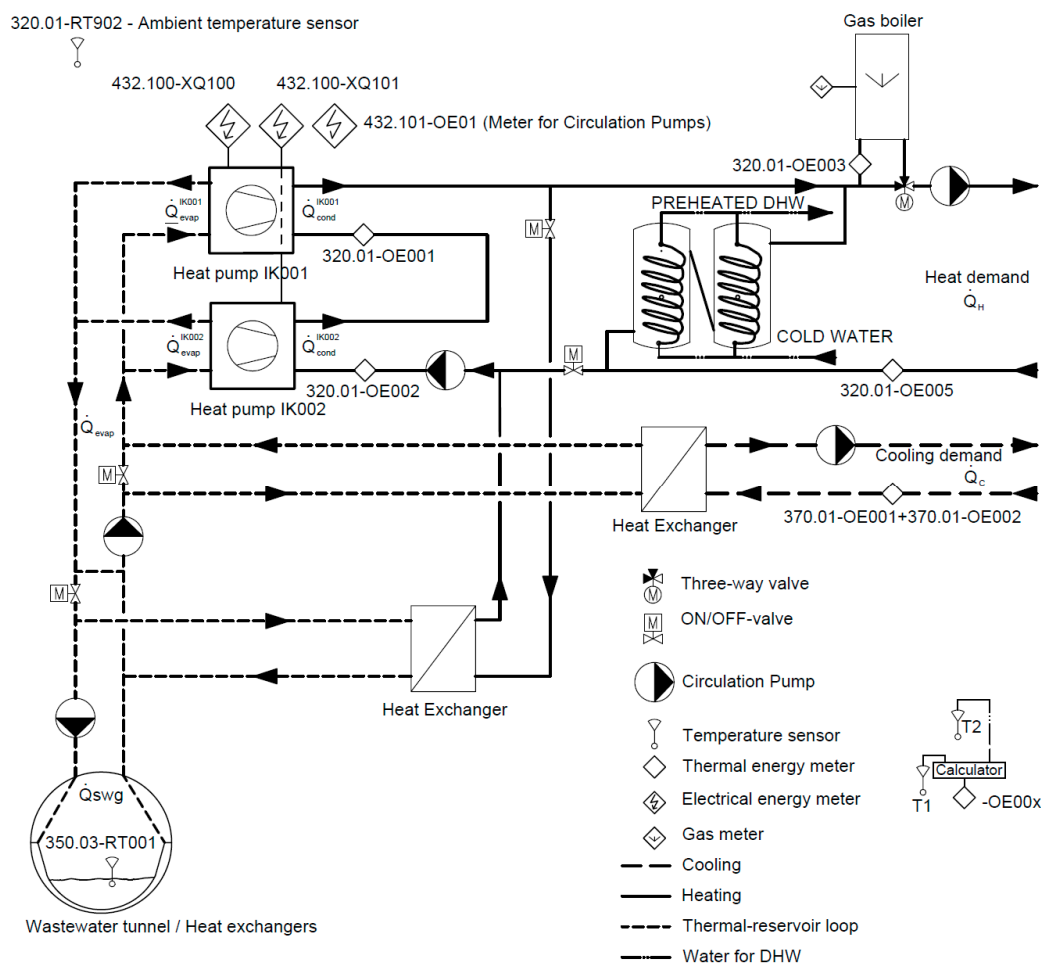 320.01-RT902 - Ambient temperature sensor
Gas boiler
432.100-XQ100
432.100-XQ101
432.101-OE01 (Meter for Circulation Pumps)
320.01-OE003
M
PREHEATED DHW
Q̇ evap IK001
Q̇ cond IK001
M
320.01-OE001
Heat pump IK001
Heat demand
Q̇ H
Q̇ evap IK002
Q̇ cond IK002
COLD WATER
M
320.01-OE002
320.01-OE005
Heat pump IK002
Q̇ evap
Cooling demand
Q̇ C
M
370.01-OE001+370.01-OE002
Heat Exchanger
M
Three-way valve
M
ON/OFF-valve
M
Circulation Pump
Heat Exchanger
Temperature sensor
T2
Thermal energy meter
Calculator
T1
-OE00x
Q̇swg
Electrical energy meter
350.03-RT001
Gas meter
Cooling
Heating
Wastewater tunnel / Heat exchangers
Thermal-reservoir loop
Water for DHW